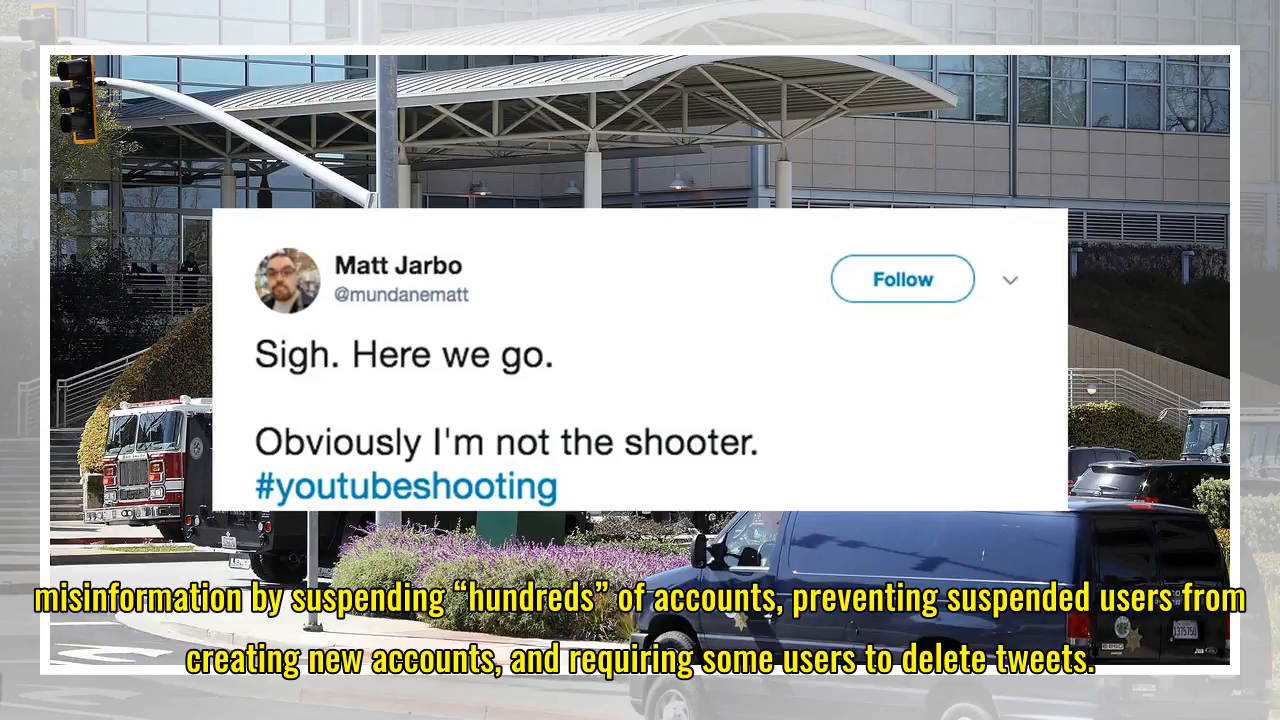 Matt Jarbo
@mundanematt
Follow
Sigh. Here we go.
Obviously I'm not the shooter.
#youtubeshooting
misinformation by suspending “hundreds” of accounts, preventing suspended users from
creating new accounts, and requiring some users to delete tweets.